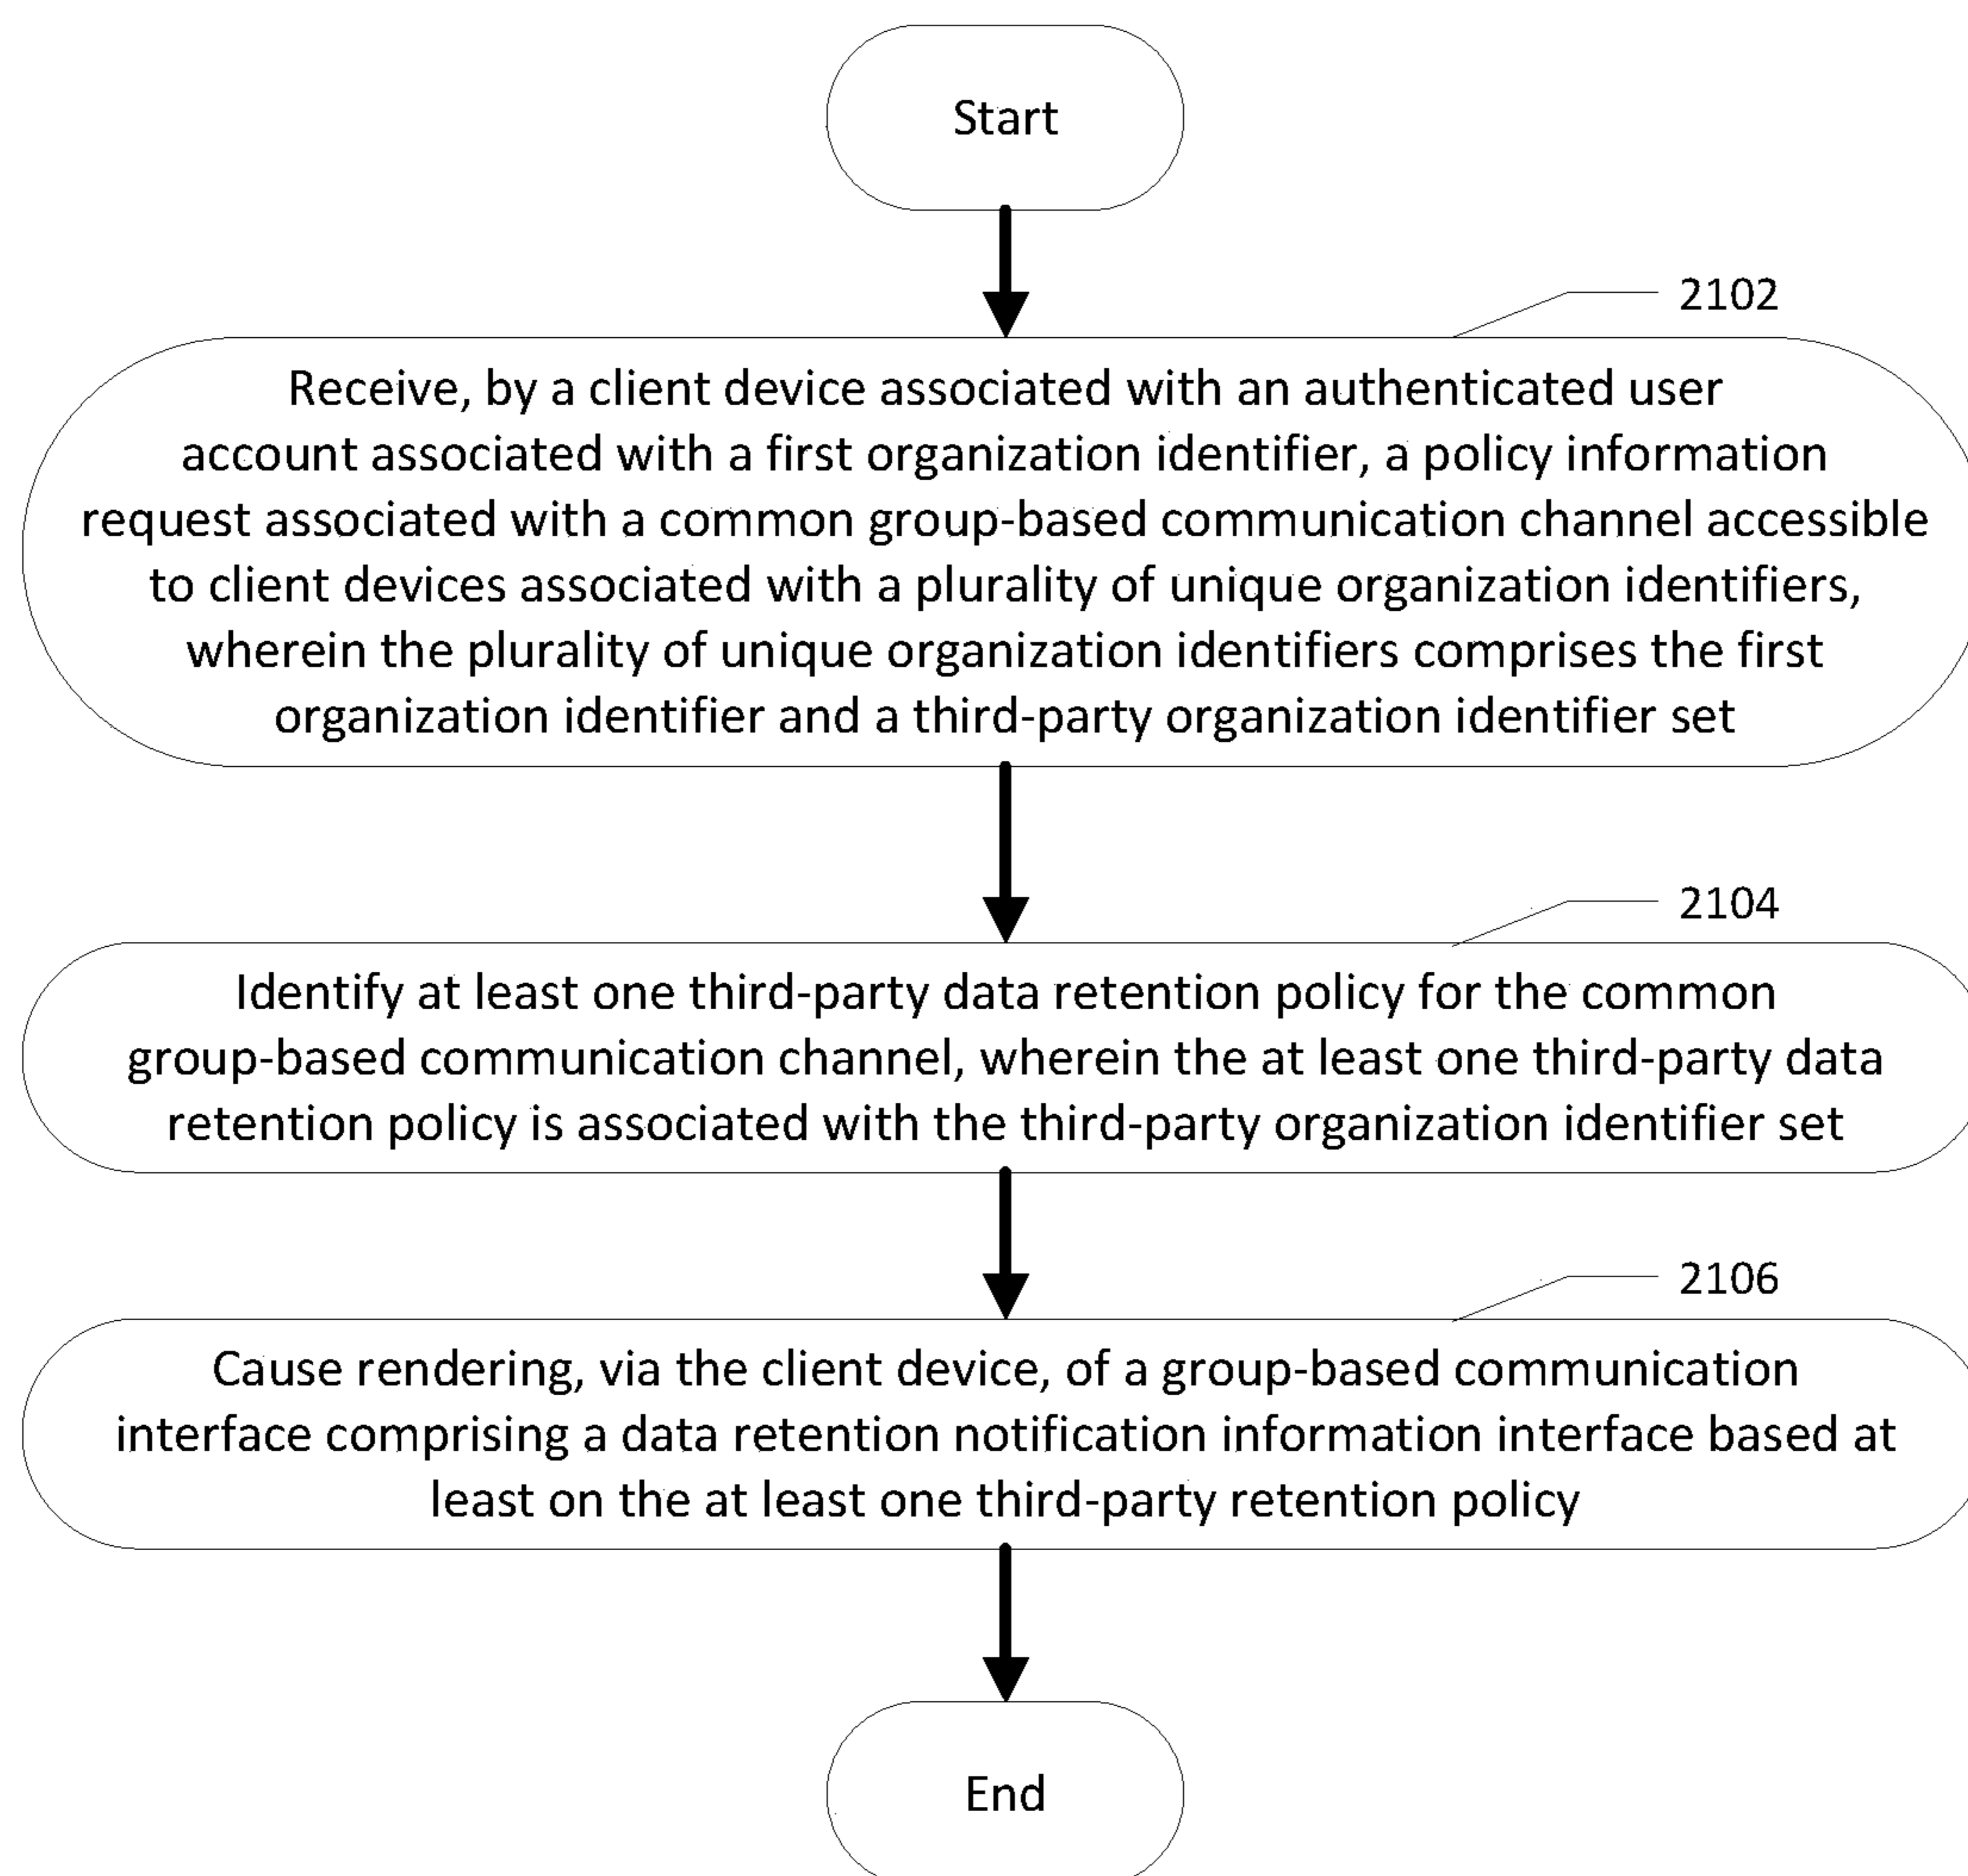 Start
2102
Receive, by a client device associated with an authenticated user
account associated with a first organization identifier, a policy information
request associated with a common group-based communication channel accessible
to client devices associated with a plurality of unique organization identifiers,
wherein the plurality of unique organization identifiers comprises the first
organization identifier and a third-party organization identifier set
2104
Identify at least one third-party data retention policy for the common
group-based communication channel, wherein the at least one third-party data
retention policy is associated with the third-party organization identifier set
2106
Cause rendering, via the client device, of a group-based communication
interface comprising a data retention notification information interface based at
least on the at least one third-party retention policy
End